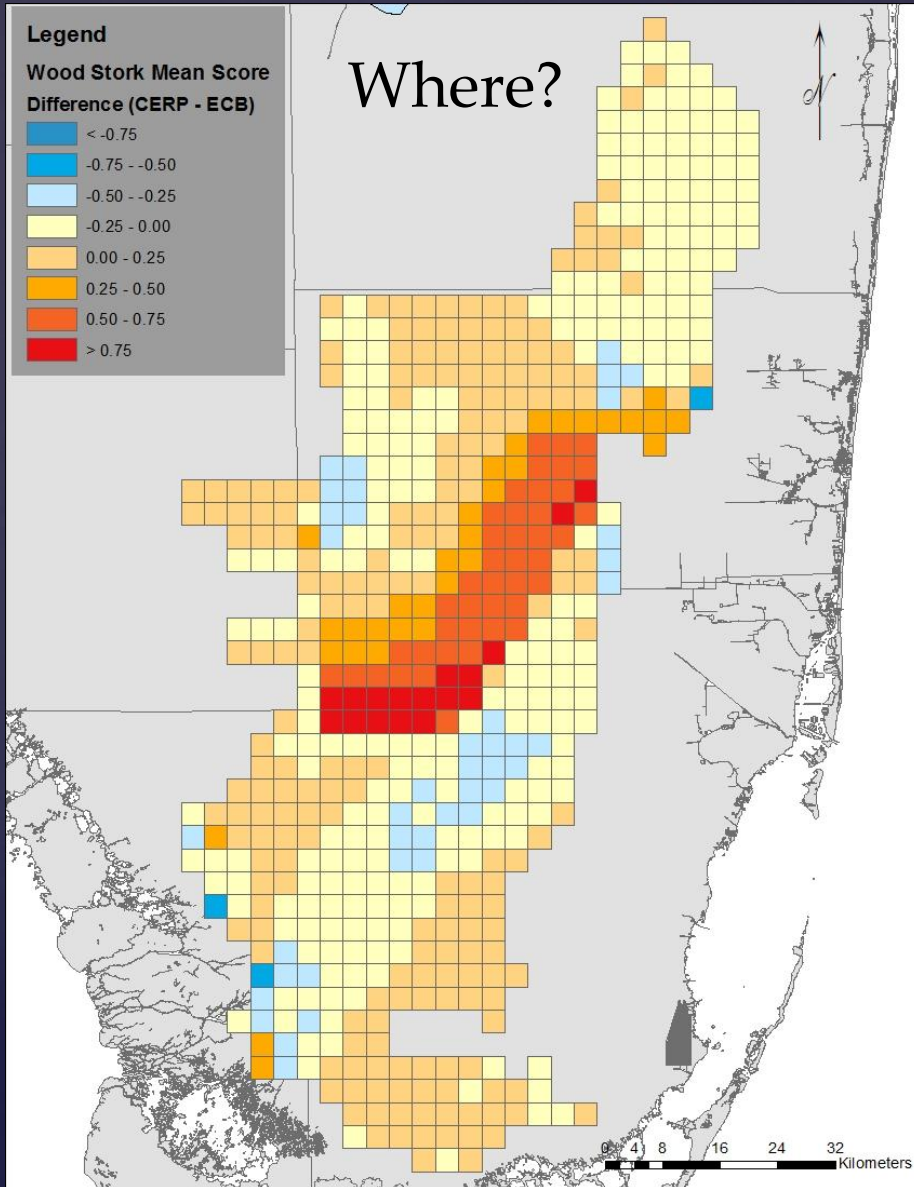 Where?
Legend
Wood Stork Mean Score
Difference (CERP - ECB)
< -0.75
-0.75 - -0.50
-0.50 - -0.25
-0.25 - 0.00
0.00 - 0.25
0.25 - 0.50
0.50 - 0.75
> 0.75
N
0 4 8 16 24 32
Kilometers